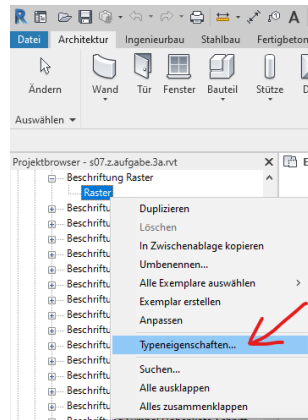 Datei Architektur Ingenieurbau Stahlbau Fertigbeton
Ändern Wand Tür Fenster Bauteil Stütze
Auswählen
Projektbrowser - s07.z.aufgabe.3a.rvt
Beschriftung Raster
Raster
Beschriftu
Duplizieren
Beschriftu
Löschen
Beschriftu
In Zwischenablage kopieren
Beschriftu
Umbenennen...
Beschriftu
Alle Exemplare auswählen
Beschriftu
Exemplar erstellen
Beschriftu
Anpassen
Beschriftu
Beschriftu
Typeneigenschaften...
Beschriftu
Beschriftu
Suchen...
Beschriftu
Alle ausklappen
Beschriftu
Alles zusammenklappen